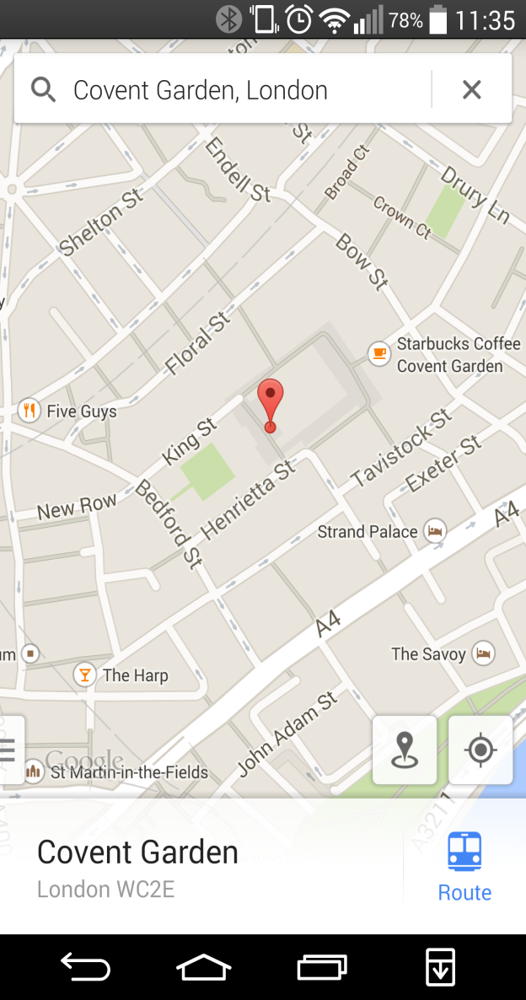 78% 11:35
Covent Garden, London
Endell St
St
Broad Ct
Drury Ln
Shelton St
Crown Ct
Bow St
Floral St
Starbucks Coffee
Covent Garden
Five Guys
King St
Tavistock St
Exeter St
Henrietta St
New Row
Bedford St
A4
Strand Palace
A4
The Savoy
The Harp
John Adam St
Google
St Martin-in-the-Fields
A3211
Covent Garden
London WC2E
Route